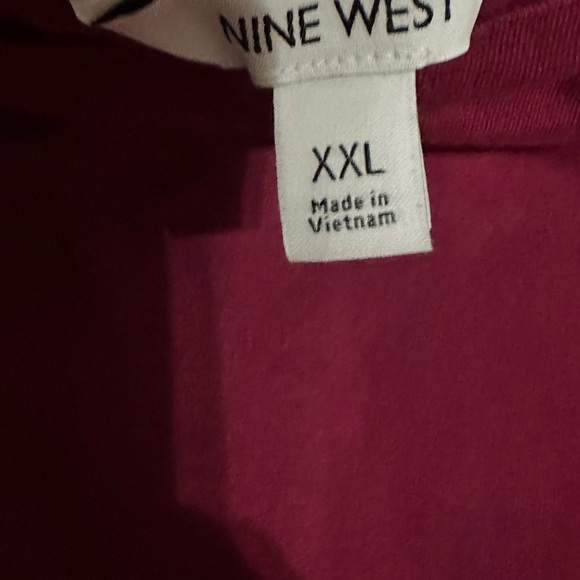 NINE WEST
XXL
Made in
Vietnam